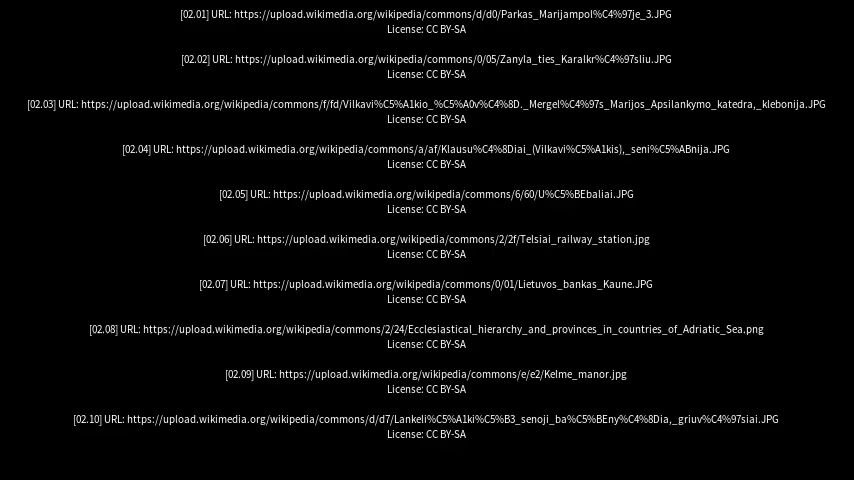 [02.01] URL: https://upload.wikimedia.org/wikipedia/commons/d/d0/Parkas_Marijampol%C4%97je_3.JPG
License: CC BY-SA
[02.02] URL: https://upload.wikimedia.org/wikipedia/commons/0/05/Zanyla_ties_Karalkr%C4%97sliu.JPG
License: CC BY-SA
[02.03] URL: https://upload.wikimedia.org/wikipedia/commons/f/fd/Vilkavi%C5%A1kio_%C5%A0v%C4%8D._Mergel%C4%97s_Marijos_Apsilankymo_katedra,_klebonija.JPG
License: CC BY-SA
[02.04] URL: https://upload.wikimedia.org/wikipedia/commons/a/af/Klausu%C4%8Diai_(Vilkavi%C5%A1kis),_seni%C5%ABnija.JPG
License: CC BY-SA
[02.05] URL: https://upload.wikimedia.org/wikipedia/commons/6/60/U%C5%BEbaliai.JPG
License: CC BY-SA
[02.06] URL: https://upload.wikimedia.org/wikipedia/commons/2/2f/Telsiai_railway_station.jpg
License: CC BY-SA
[02.07] URL: https://upload.wikimedia.org/wikipedia/commons/0/01/Lietuvos_bankas_Kaune.JPG
License: CC BY-SA
[02.08] URL: https://upload.wikimedia.org/wikipedia/commons/2/24/Ecclesiastical_hierarchy_and_provinces_in_countries_of_Adriatic_Sea.png
License: CC BY-SA
[02.09] URL: https://upload.wikimedia.org/wikipedia/commons/e/e2/Kelme_manor.jpg
License: CC BY-SA
[02.10] URL: https://upload.wikimedia.org/wikipedia/commons/d/d7/Lankeli%C5%A1ki%C5%B3_senoji_ba%C5%BEny%C4%8Dia,_griuv%C4%97siai.JPG
License: CC BY-SA